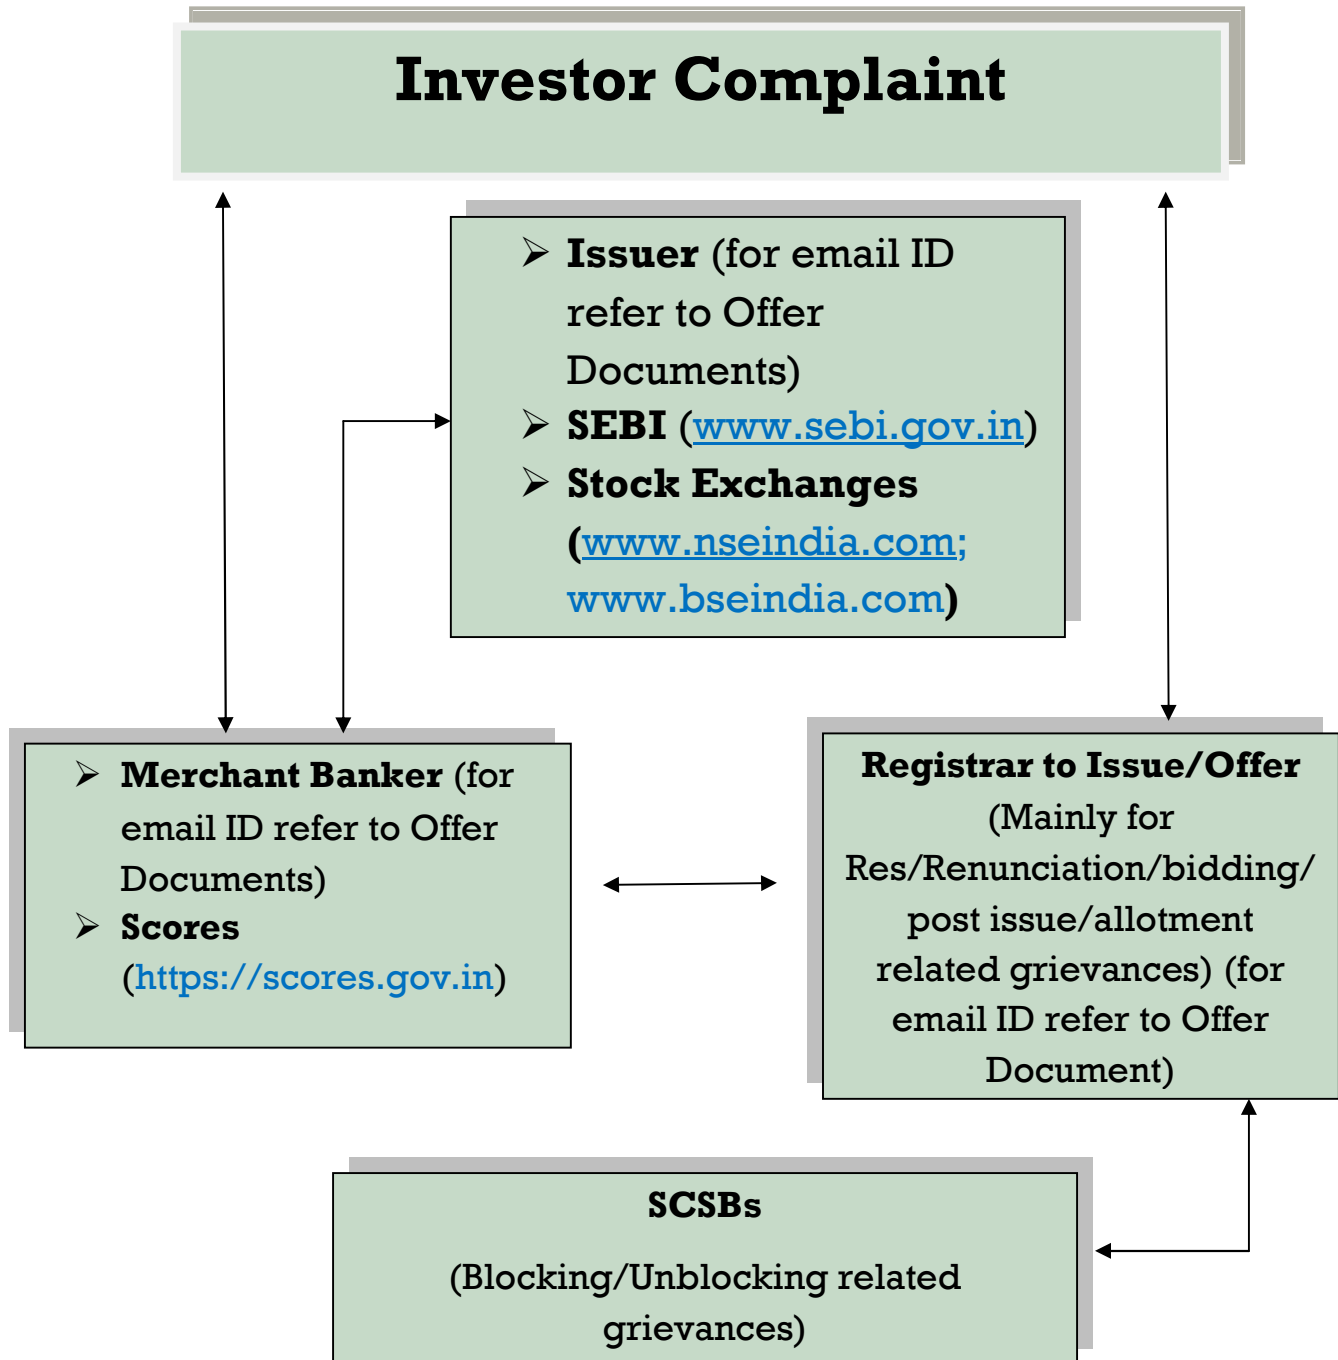 Investor Complaint
➢ Issuer (for email ID
refer to Offer
Documents)
➢ SEBI (www.sebi.gov.in)
➢ Stock Exchanges
(www.nseindia.com;
www.bseindia.com)
➢ Merchant Banker (for
email ID refer to Offer
Documents)
➢ Scores
(https://scores.gov.in)
Registrar to Issue/Offer
(Mainly for
Res/Renunciation/bidding/
post issue/allotment
related grievances) (for
email ID refer to Offer
Document)
SCSBs
(Blocking/Unblocking related
grievances)